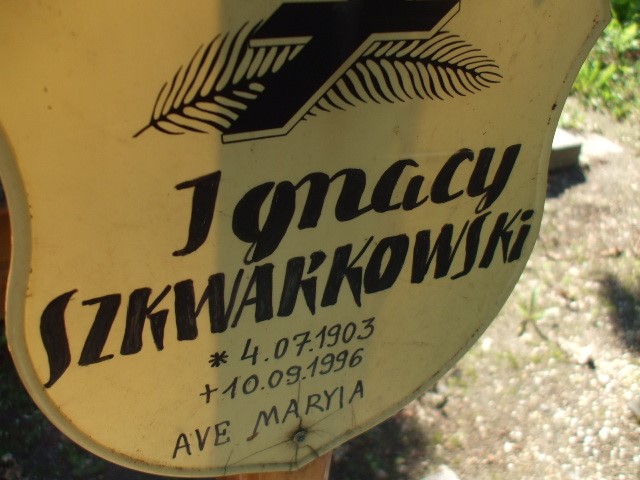 Ignacy
SZKWARKOWSKi
* 4.07.1903
+ 10.09.1996
AVE MARYIA